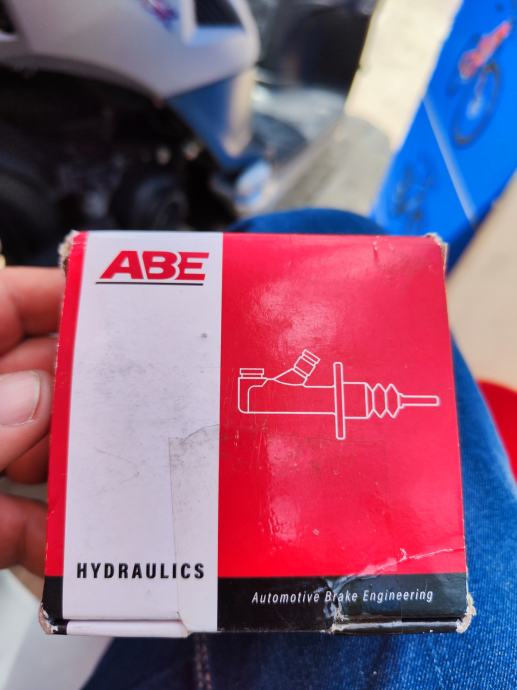 ABE
HYDRAULICS
Automotive Brake Engineering